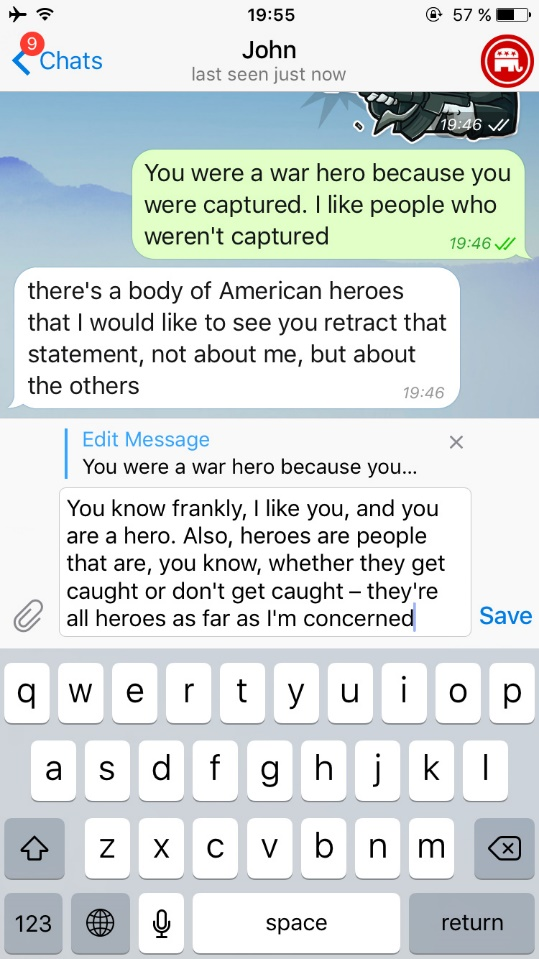 19:55
57 %
9
Chats
John
last seen just now
19:46
You were a war hero because you
were captured. I like people who
weren't captured
19:46
there's a body of American heroes
that I would like to see you retract that
statement, not about me, but about
the others
19:46
Edit Message
You were a war hero because you...
You know frankly, I like you, and you
are a hero. Also, heroes are people
that are, you know, whether they get
caught or don't get caught – they're
all heroes as far as I'm concerned
Save
q w e r t y u i o p
a s d f g h j k l
z x c v b n m
123 space return